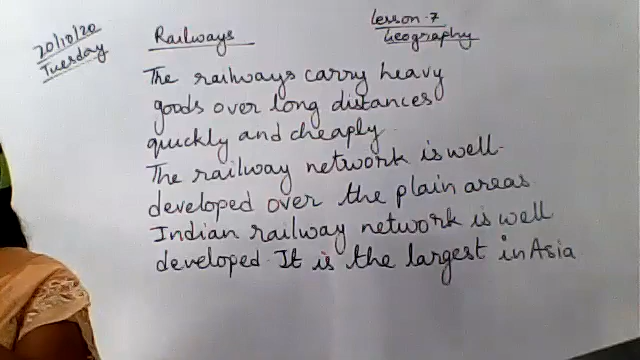 20/10/20
Tuesday
Railways
Lesson-7
Geography
The railways carry heavy
goods over long distances
quickly and cheaply.
The railway network is well-
developed over the plain areas
Indian railway network is well
developed. It is the largest in Asia